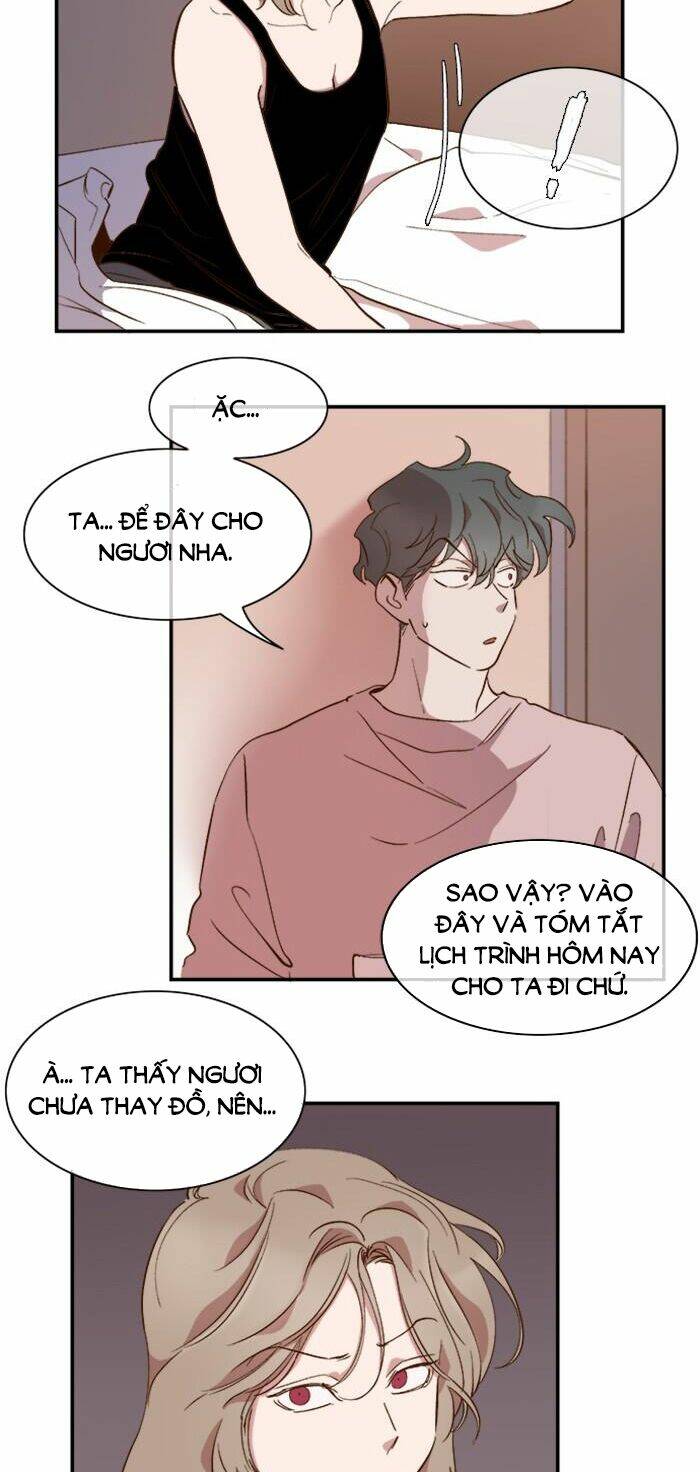 ẶC...
TA... ĐỂ ĐÂY CHO
NGƯƠI NHA.
SAO VẬY? VÀO
ĐÂY VÀ TÓM TẮT
LỊCH TRÌNH HÔM NAY
CHO TA ĐI CHỨ.
À... TA THẤY NGƯƠI
CHƯA THAY ĐỒ, NÊN...